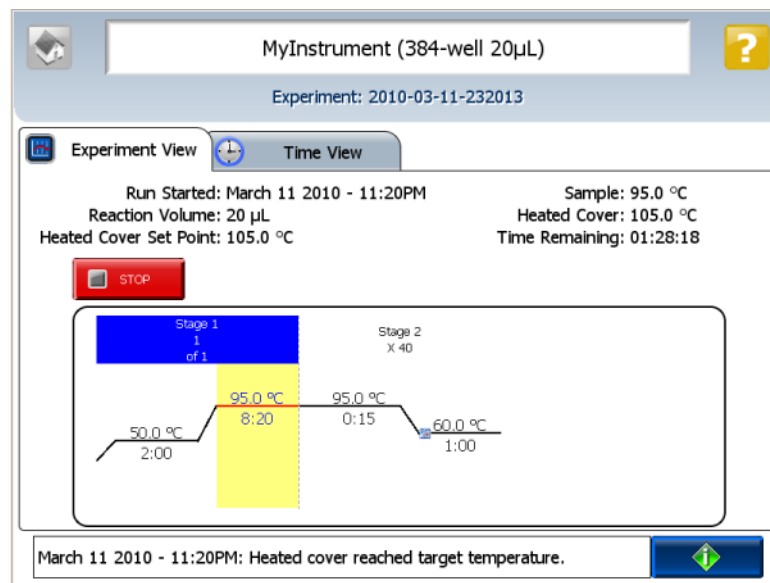 MyInstrument (384-well 20µL)
?
Experiment: 2010-03-11-232013
Experiment View
Time View
Run Started: March 11 2010 - 11:20PM
Reaction Volume: 20 µL
Heated Cover Set Point: 105.0 °C
Sample: 95.0 °C
Heated Cover: 105.0 °C
Time Remaining: 01:28:18
STOP
Stage 1
1
of 1
Stage 2
X 40
50.0 °C
2:00
95.0 °C
8:20
95.0 °C
0:15
60.0 °C
1:00
March 11 2010 - 11:20PM: Heated cover reached target temperature.
i